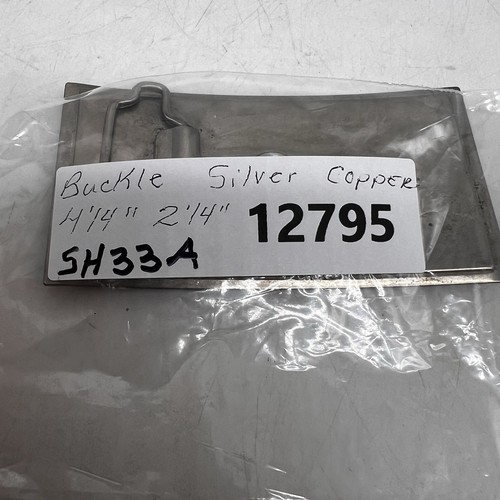 Buckle Silver Copper
4 1/4" 2 1/4" 12795
SH33A